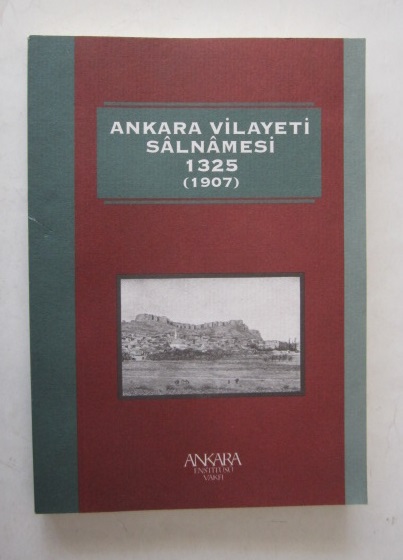 ANKARA VİLAYETİ
SÂLNÂMESİ
1325
(1907)
ANKARA
ENSTİTÜSÜ
VAKFI